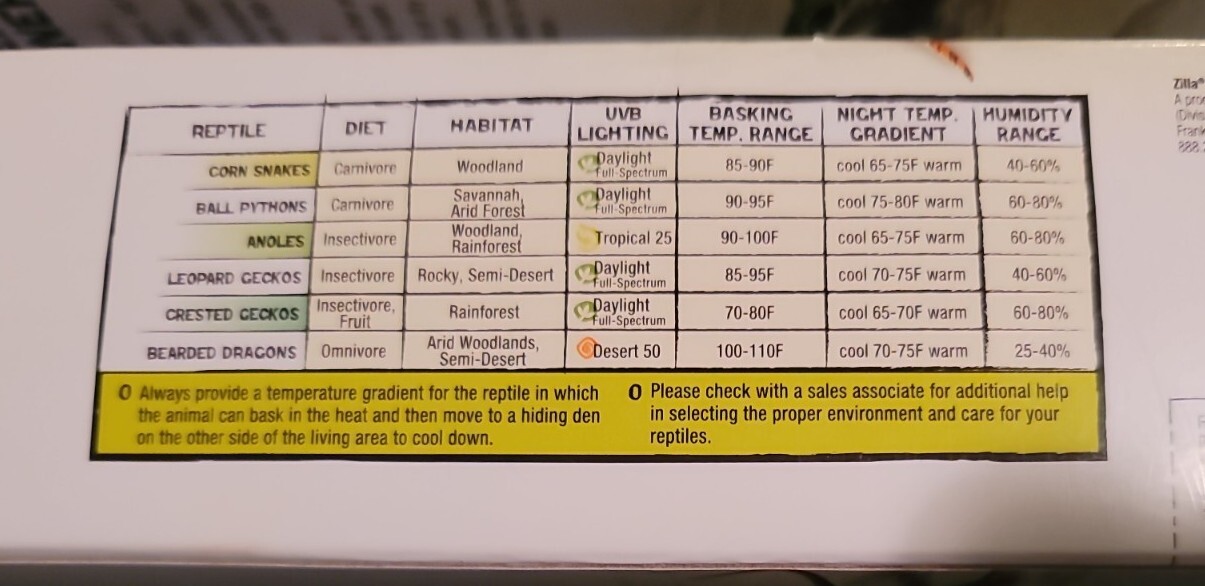 REPTILE DIET HABITAT UVB LIGHTING BASKING TEMP. RANGE NIGHT TEMP. GRADIENT HUMIDITY RANGE
CORN SNAKES Carnivore Woodland Daylight Full-Spectrum 85-90F cool 65-75F warm 40-60%
BALL PYTHONS Carnivore Savannah, Arid Forest Daylight Full-Spectrum 90-95F cool 75-80F warm 60-80%
ANOLES Insectivore Woodland, Rainforest Tropical 25 90-100F cool 65-75F warm 60-80%
LEOPARD GECKOS Insectivore Rocky, Semi-Desert Daylight Full-Spectrum 85-95F cool 70-75F warm 40-60%
CRESTED GECKOS Insectivore, Fruit Rainforest Daylight Full-Spectrum 70-80F cool 65-70F warm 60-80%
BEARDED DRAGONS Omnivore Arid Woodlands, Semi-Desert Desert 50 100-110F cool 70-75F warm 25-40%
Always provide a temperature gradient for the reptile in which
the animal can bask in the heat and then move to a hiding den
on the other side of the living area to cool down.
Please check with a sales associate for additional help
in selecting the proper environment and care for your
reptiles.
Zilla®
A
888.